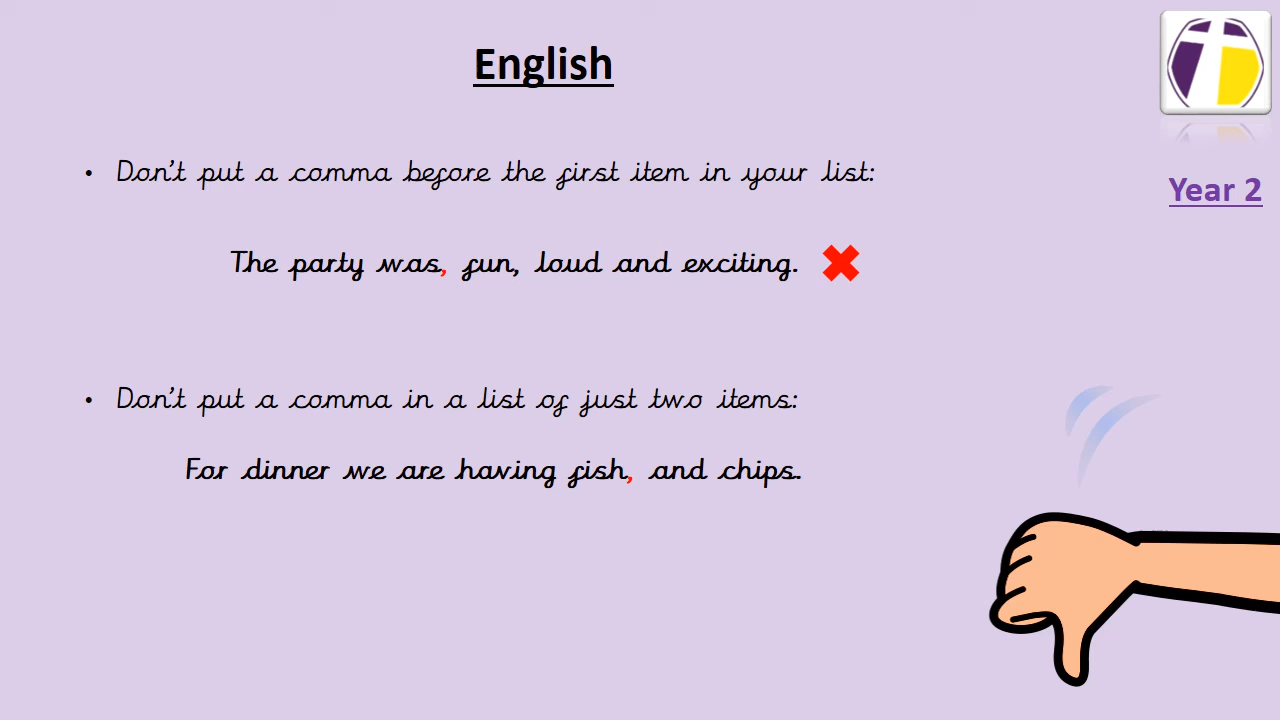 English
• Don't put a comma before the first item in your list:
Year 2
The party was, fun, loud and exciting. ✖
• Don't put a comma in a list of just two items:
For dinner we are having fish, and chips.